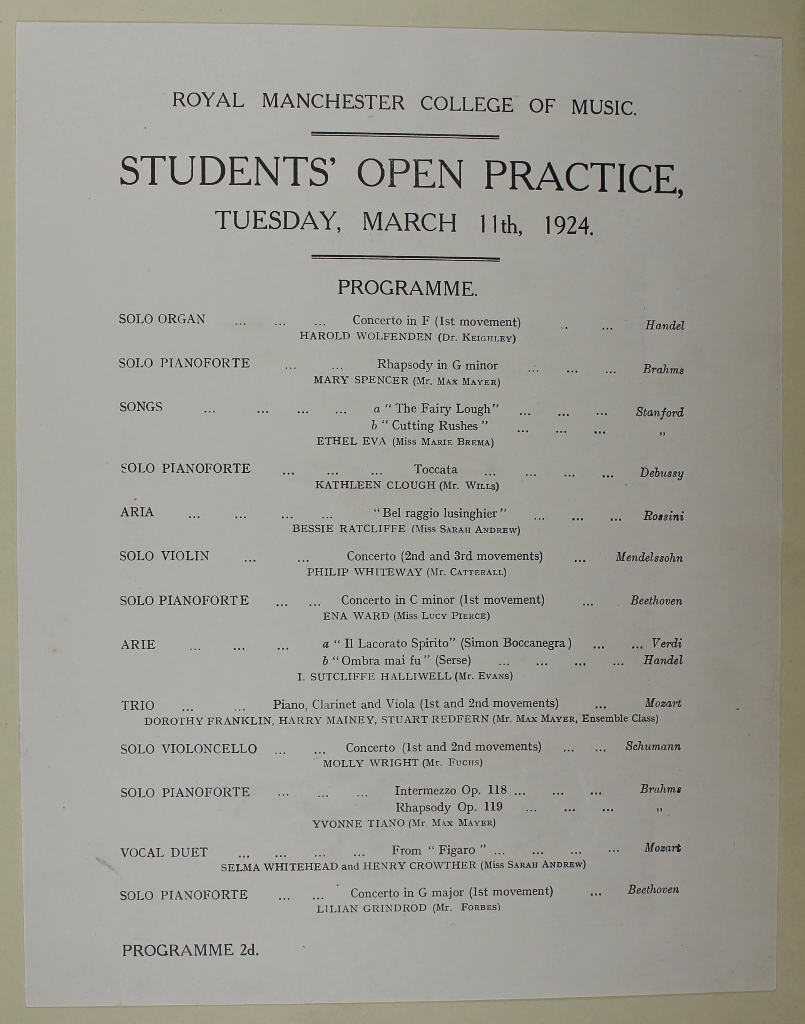 ROYAL MANCHESTER COLLEGE OF MUSIC.
STUDENTS' OPEN PRACTICE,
TUESDAY, MARCH 11th, 1924.
PROGRAMME.
SOLO ORGAN ... ... ... Concerto in F (1st movement) . ... Handel
HAROLD WOLFENDEN (Dr. KEIGHLEY)
SOLO PIANOFORTE ... ... Rhapsody in G minor ... ... ... Brahms
MARY SPENCER (Mr. MAX MAYER)
SONGS ... ... ... ... a "The Fairy Lough" ... ... ... Stanford
b "Cutting Rushes" ... ... ... „
ETHEL EVA (Miss MARIE BREMA)
SOLO PIANOFORTE ... ... ... Toccata ... ... ... ... Debussy
KATHLEEN CLOUGH (Mr. WILLS)
ARIA ... ... ... ... "Bel raggio lusinghier" ... ... ... Rossini
BESSIE RATCLIFFE (Miss SARAH ANDREW)
SOLO VIOLIN ... ... Concerto (2nd and 3rd movements) ... Mendelssohn
PHILIP WHITEWAY (Mr. CATTERALL)
SOLO PIANOFORTE ... ... Concerto in C minor (1st movement) ... Beethoven
ENA WARD (Miss LUCY PIERCE)
ARIE ... ... ... a "Il Lacorato Spirito" (Simon Boccanegra) ... ... Verdi
b "Ombra mai fu" (Serse) ... ... ... ... Handel
I. SUTCLIFFE HALLIWELL (Mr. EVANS)
TRIO ... ... Piano, Clarinet and Viola (1st and 2nd movements) ... Mozart
DOROTHY FRANKLIN, HARRY MAINEY, STUART REDFERN (Mr. MAX MAYER, Ensemble Class)
SOLO VIOLONCELLO ... ... Concerto (1st and 2nd movements) ... ... Schumann
MOLLY WRIGHT (Mr. FUCHS)
SOLO PIANOFORTE ... ... ... Intermezzo Op. 118 ... ... ... Brahms
Rhapsody Op. 119 ... ... ... „
YVONNE TIANO (Mr. MAX MAYER)
VOCAL DUET ... ... ... ... From "Figaro" ... ... ... ... Mozart
SELMA WHITEHEAD and HENRY CROWTHER (Miss SARAH ANDREW)
SOLO PIANOFORTE ... ... Concerto in G major (1st movement) ... Beethoven
LILIAN GRINDROD (Mr. FORBES)
PROGRAMME 2d.